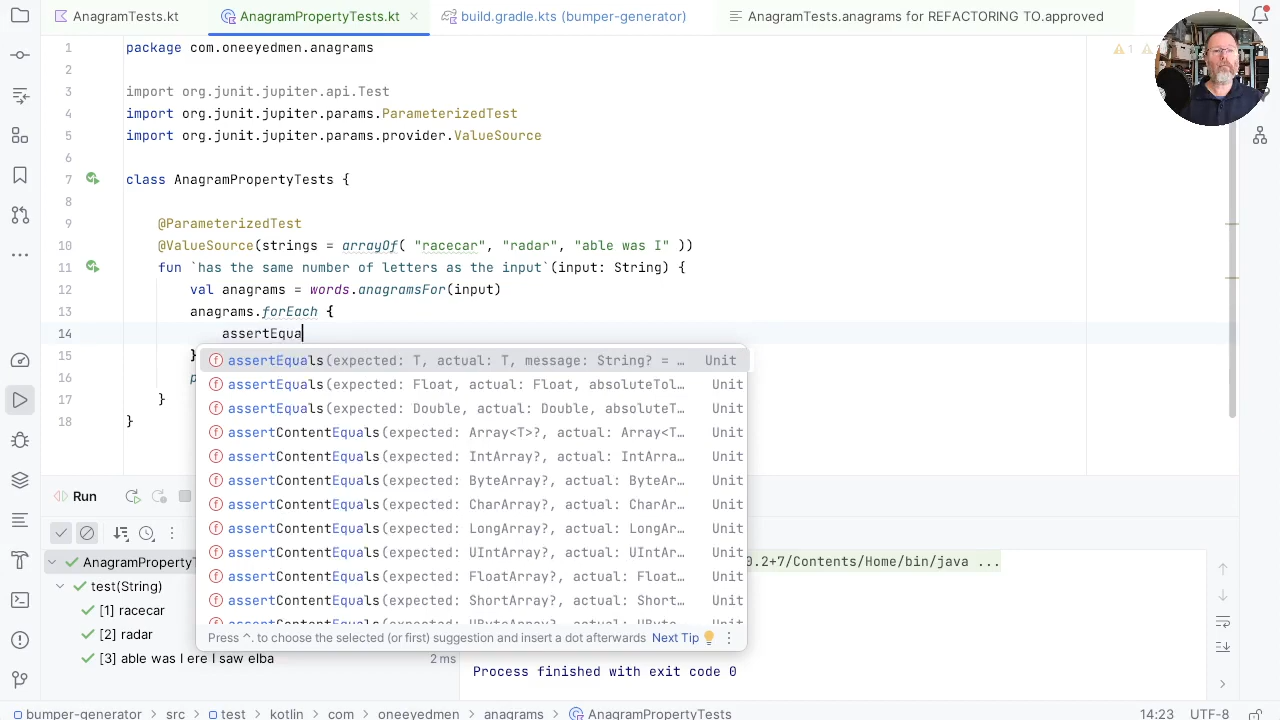 AnagramTests.kt
AnagramPropertyTests.kt
build.gradle.kts (bumper-generator)
AnagramTests.anagrams for REFACTORING TO.approved
1 package com.oneeyedmen.anagrams
1
2
3 import org.junit.jupiter.api.Test
4 import org.junit.jupiter.params.ParameterizedTest
5 import org.junit.jupiter.params.provider.ValueSource
6
7 class AnagramPropertyTests {
8
9 @ParameterizedTest
10 @ValueSource(strings = arrayOf( "racecar", "radar", "able was I" ))
11 fun `has the same number of letters as the input`(input: String) {
12 val anagrams = words.anagramsFor(input)
13 anagrams.forEach {
14 assertEqua
15 }
16
17 }
18 }
assertEquals(expected: T, actual: T, message: String? = … Unit
assertEquals(expected: Float, actual: Float, absoluteTol… Unit
assertEquals(expected: Double, actual: Double, absoluteT… Unit
assertContentEquals(expected: Array<T>?, actual: Array<T… Unit
assertContentEquals(expected: IntArray?, actual: IntArra… Unit
assertContentEquals(expected: ByteArray?, actual: ByteAr… Unit
assertContentEquals(expected: CharArray?, actual: CharAr… Unit
assertContentEquals(expected: LongArray?, actual: LongAr… Unit
assertContentEquals(expected: UIntArray?, actual: UIntAr… Unit
assertContentEquals(expected: FloatArray?, actual: Float… Unit
assertContentEquals(expected: ShortArray?, actual: Short… Unit
Press ^. to choose the selected (or first) suggestion and insert a dot afterwards Next Tip
Run
AnagramPropertyT
0.2+7/Contents/Home/bin/java ...
test(String)
[1] racecar
[2] radar
[3] able was I ere I saw elba 2 ms
Process finished with exit code 0
bumper-generator > src > test > kotlin > com > oneeyedmen > anagrams > AnagramPropertyTests 14:23 UTF-8